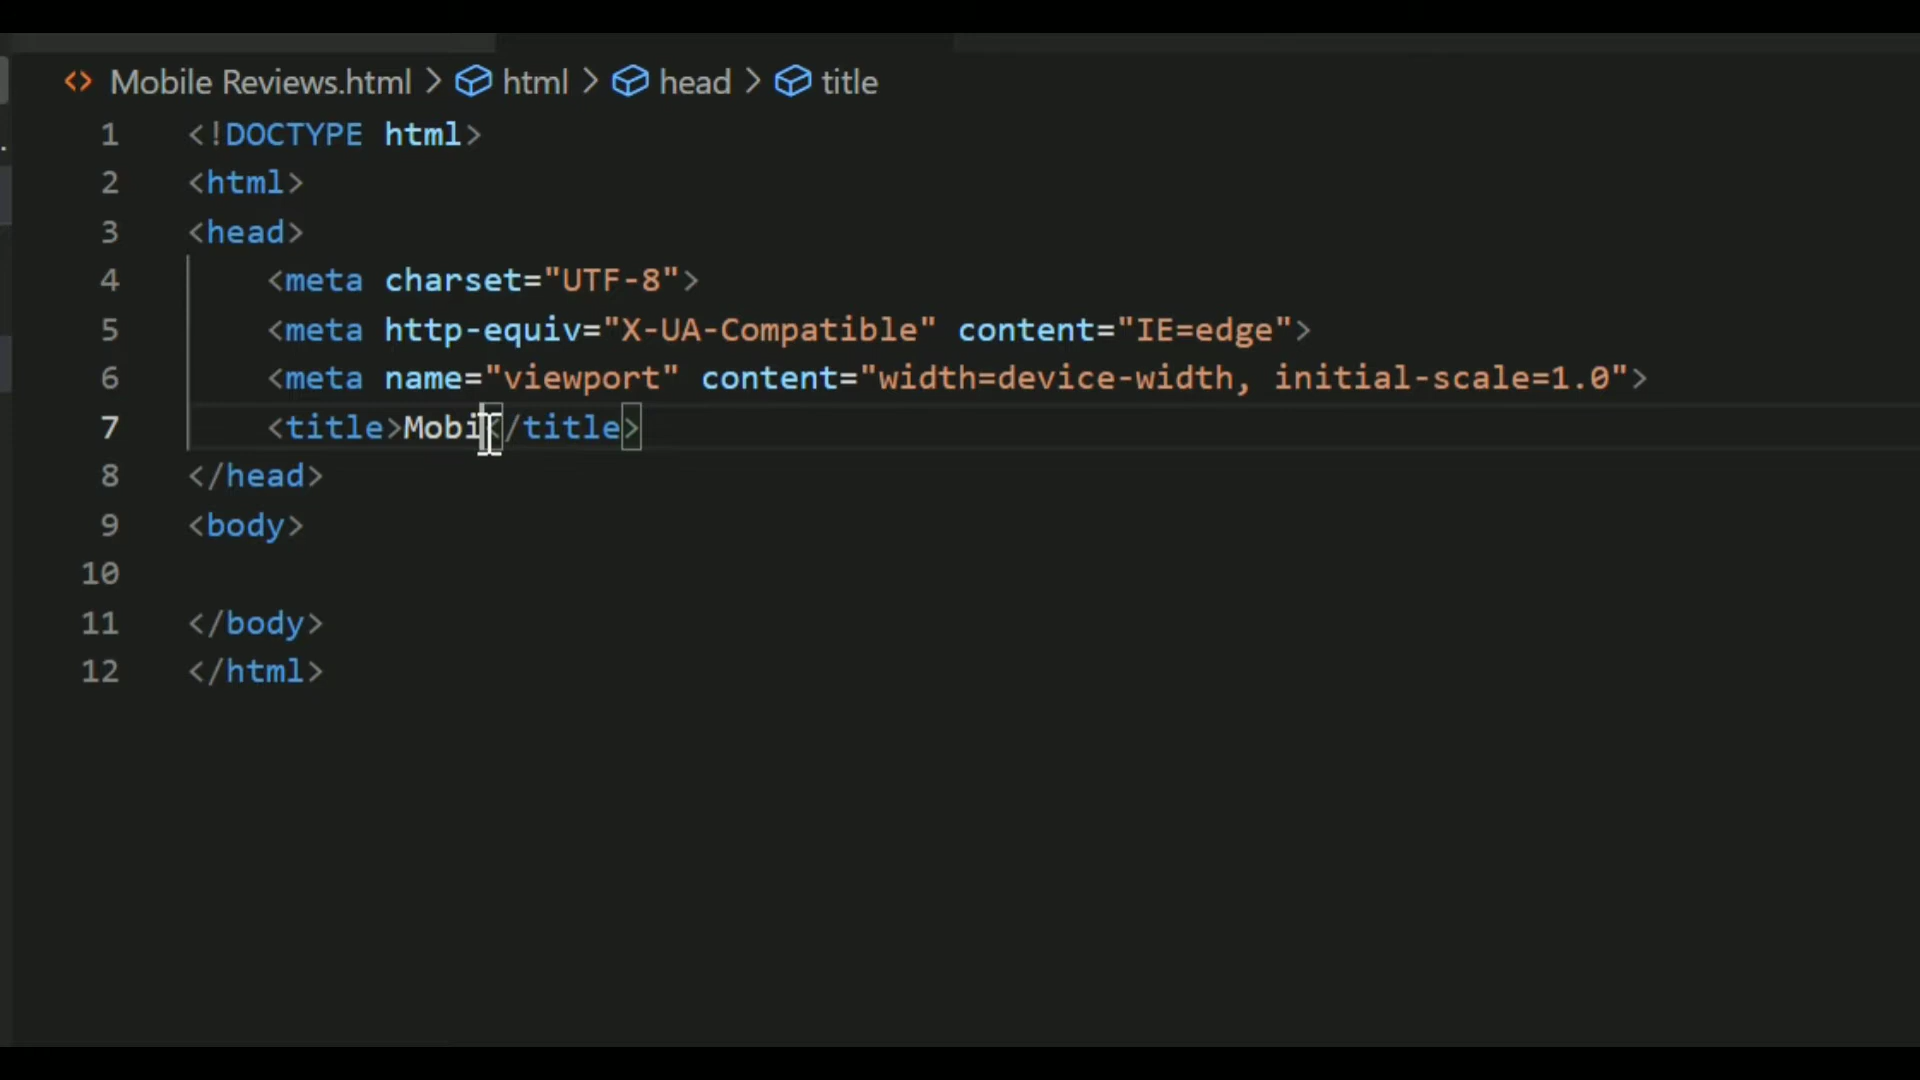 <> Mobile Reviews.html > html > head > title
1 <!DOCTYPE html>
2 <html>
3 <head>
4 <meta charset="UTF-8">
5 <meta http-equiv="X-UA-Compatible" content="IE=edge">
6 <meta name="viewport" content="width=device-width, initial-scale=1.0">
7 <title>Mobi</title>
8 </head>
9 <body>
10
11 </body>
12 </html>